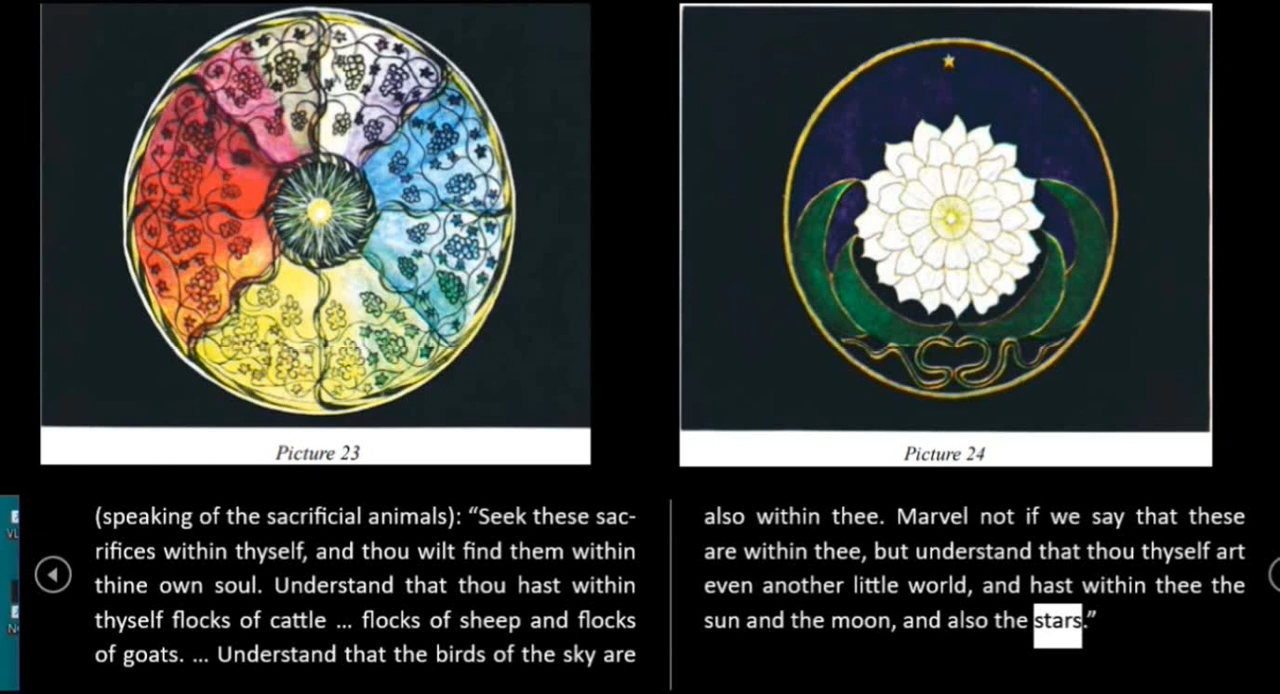 Picture 23
Picture 24
(speaking of the sacrificial animals): “Seek these sac-
rifices within thyself, and thou wilt find them within
thine own soul. Understand that thou hast within
thyself flocks of cattle ... flocks of sheep and flocks
of goats. ... Understand that the birds of the sky are
also within thee. Marvel not if we say that these
are within thee, but understand that thou thyself art
even another little world, and hast within thee the
sun and the moon, and also the stars.”
VL